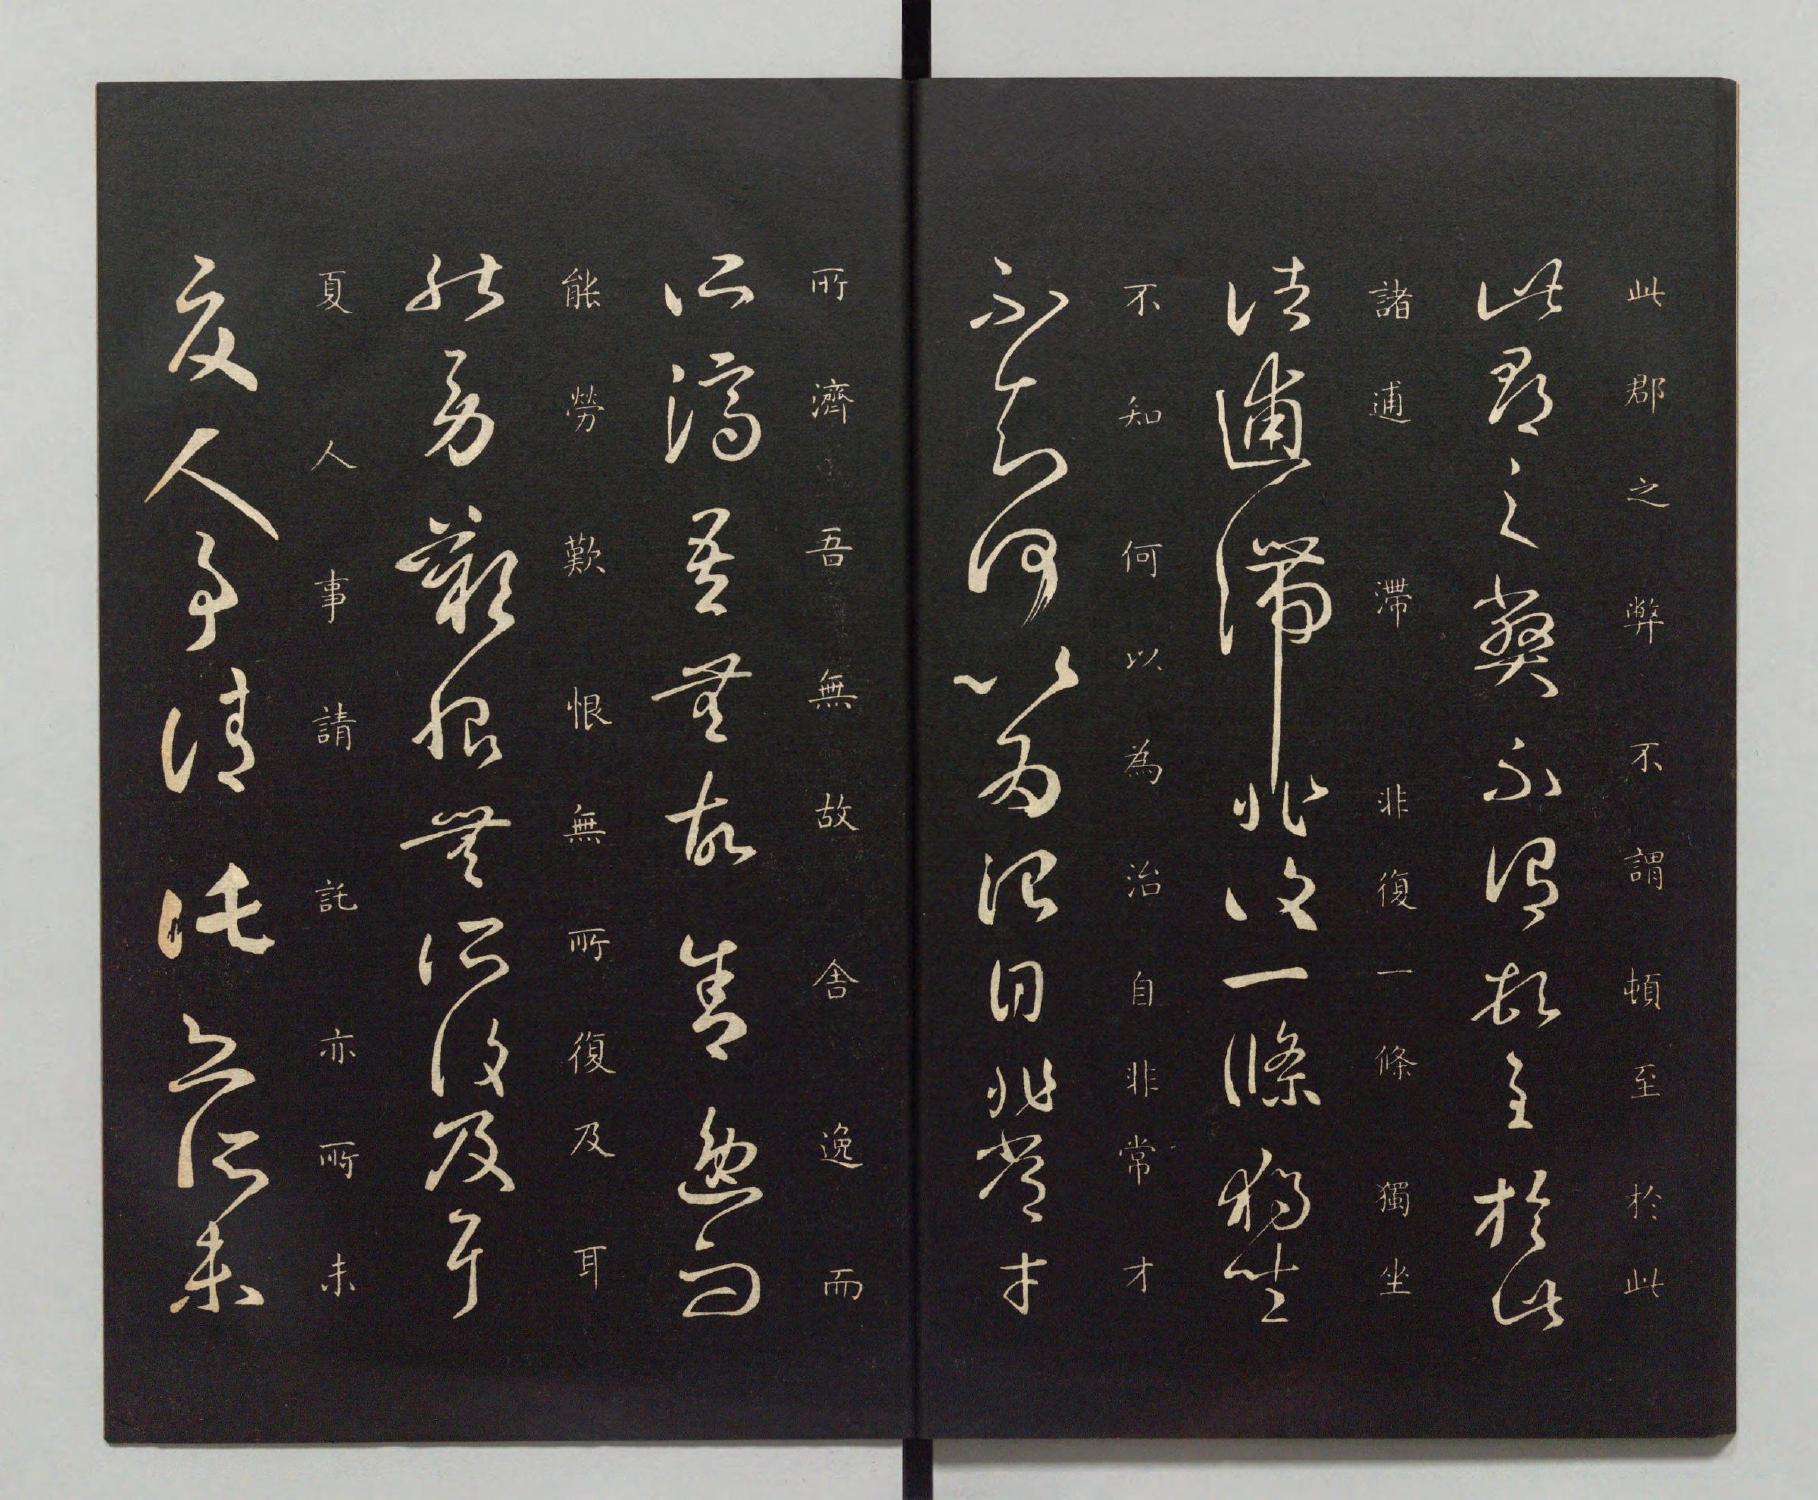 此郡之弊不謂頓至於此
此郡之弊不謂頓至於此
諸逋滯非復一條獨坐
諸逋滯非復一條獨坐
不知何以為治自非常才
不知何以為治自非常才
所濟吾無故舎逸而
所濟吾無故舎逸而
能勞歎恨無所復及耳
能勞歎恨無所復及耳
夏人事請託亦所未
夏人事請託亦所未